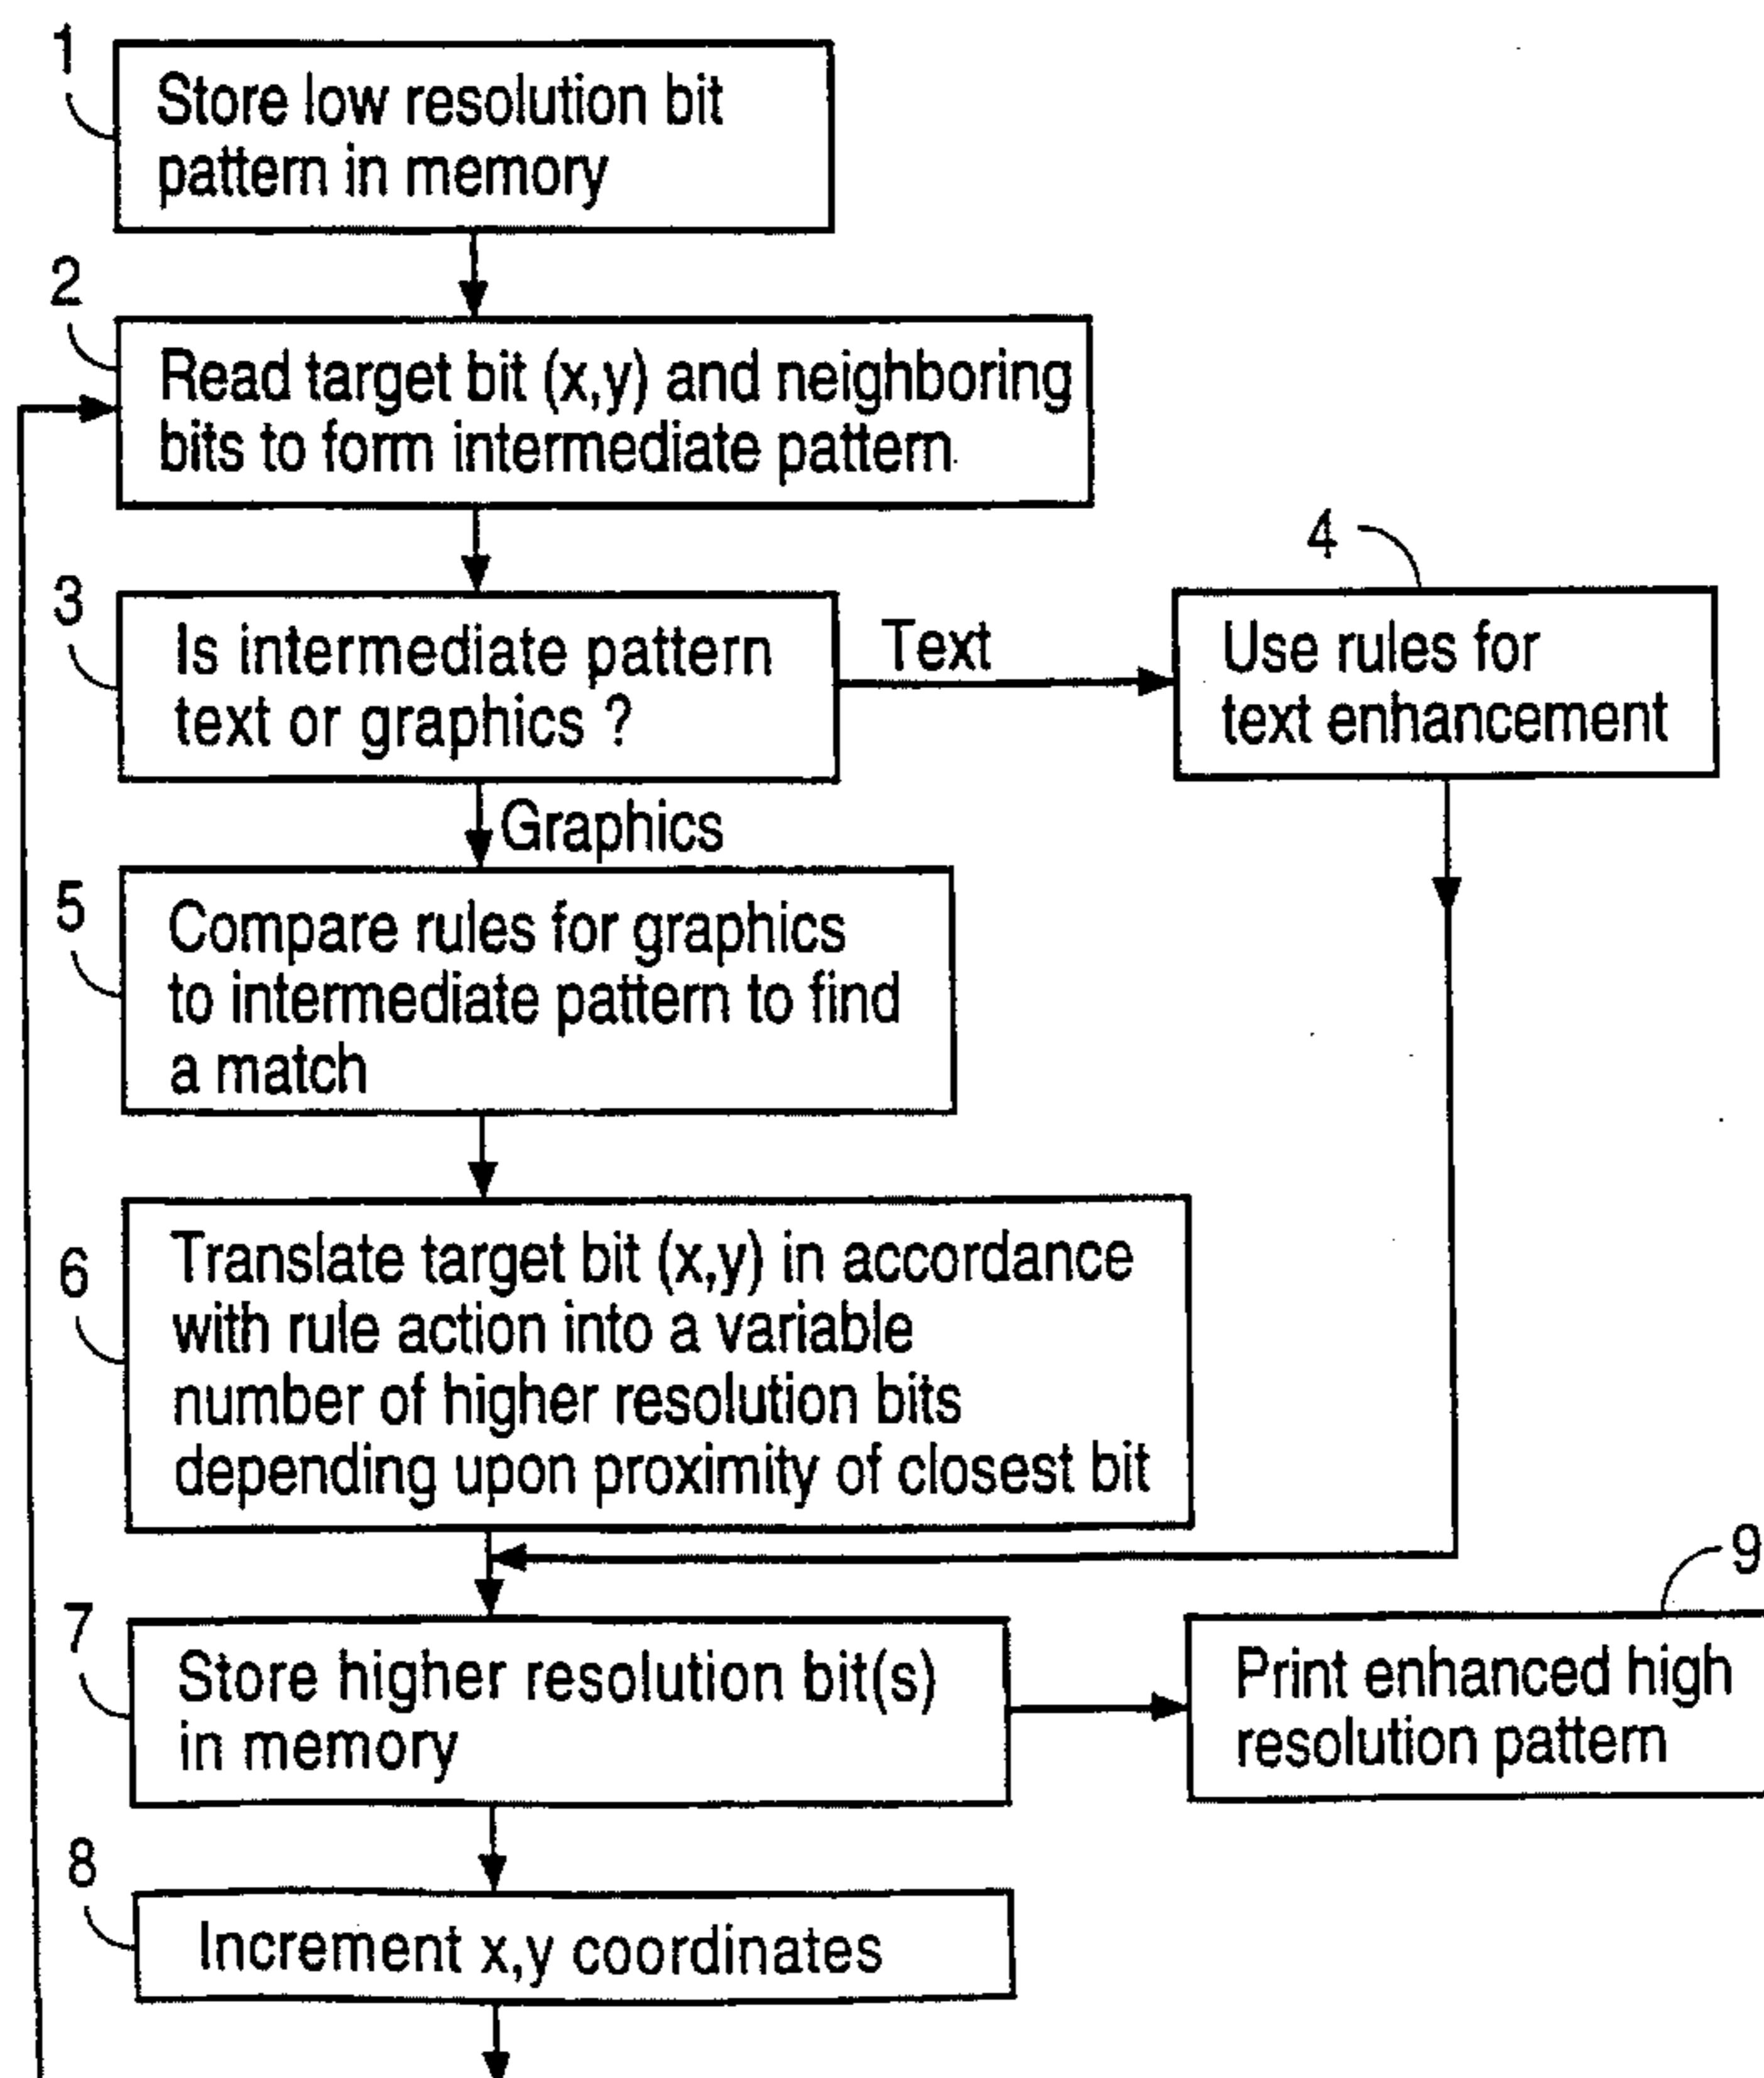 1
Store low resolution bit
pattern in memory
2
Read target bit (x,y) and neighboring
bits to form intermediate pattern
3
Is intermediate pattern
text or graphics ?
Text
4
Use rules for
text enhancement
Graphics
5
Compare rules for graphics
to intermediate pattern to find
a match
6
Translate target bit (x,y) in accordance
with rule action into a variable
number of higher resolution bits
depending upon proximity of closest bit
7
Store higher resolution bit(s)
in memory
9
Print enhanced high
resolution pattern
8
Increment x,y coordinates